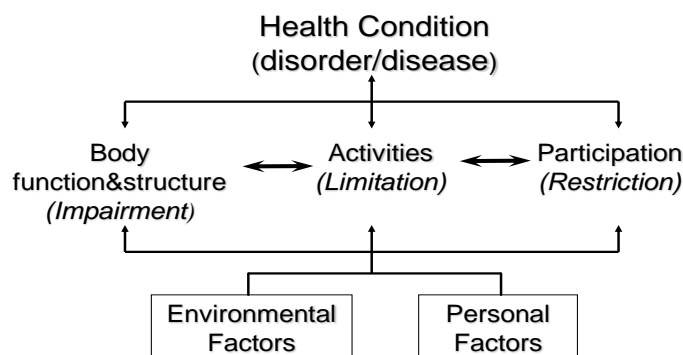 Health Condition
(disorder/disease)
Body
function&structure
(Impairment)
Activities
(Limitation)
Participation
(Restriction)
Environmental
Factors
Personal
Factors